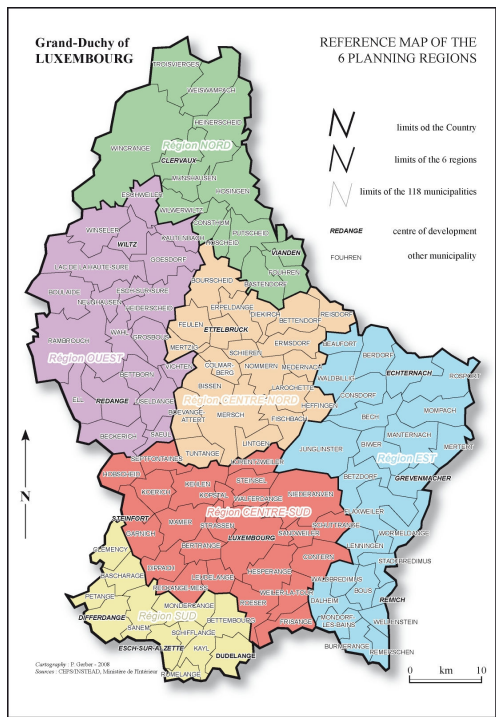 Grand-Duchy of
LUXEMBOURG
REFERENCE MAP OF THE
6 PLANNING REGIONS
limits od the Country
limits of the 6 regions
limits of the 118 municipalities
REDANGE
centre of development
FOUHREN
other municipality
TROISVIERGES
WEISWAMPACH
HEINERSCHEID
WINCRANGE
Région NORD
CLERVAUX
MUNSHAUSEN
HOSINGEN
ESCHWEILER
WILWERWILTZ
CONSTHUM
PUTSCHEID
HOSCHEID
VIANDEN
FOUHREN
BASTENDORF
WINSELER
WILTZ
KAUTENBACH
GOESDORF
LAC DE LA HAUTE-SURE
BOULAIDE
ESCH-SUR-SURE
NEUNHAUSEN
HEIDERSCHEID
WAHL
GROSBOUS
RAMBROUCH
Région OUEST
VICHTEN
BETTBORN
ELL
REDANGE
USELDANGE
BECKERICH
SAEUL
BOURSCHEID
ERPELDANGE
DIEKIRCH
BETTENDORF
REISDORF
FEULEN
ETTELBRUCK
ERMSDORF
MERTZIG
SCHIEREN
COLMAR-
BERG
NOMMERN
MEDERNACH
BISSEN
LAROCHETTE
Région CENTRE-NORD
HEFFINGEN
BOEVANGE-
ATTERT
MERSCH
FISCHBACH
LINTGEN
TUNTANGE
LORENTZWEILER
BEAUFORT
BERDORF
WALDBILLIG
ECHTERNACH
ROSPORT
CONSDORF
BECH
MOMPACH
MANTERNACH
JUNGLINSTER
BIWER
MERTERT
Région EST
BETZDORF
GREVENMACHER
FLAXWEILER
WORMELDANGE
LENNINGEN
STADTBREDIMUS
WALDBREDIMUS
BOUS
REMICH
DALHEIM
MONDORF-
LES-BAINS
WELLENSTEIN
BURMERANGE
REMERSCHEN
SEPTFONTAINES
HOBSCHEID
KOERICH
KEHLEN
STEINSEL
KOPSTAL
WALFERDANGE
NIEDERANVEN
Région CENTRE-SUD
STEINFORT
MAMER
STRASSEN
SCHUTTRANGE
SANDWEILER
GARNICH
LUXEMBOURG
BERTRANGE
CONTERN
DIPPACH
LEUDELANGE
HESPERANGE
RECKANGE/MESS
WEILER-LA-TOUR
ROESER
FRISANGE
CLEMENCY
BASCHARAGE
PETANGE
Région SUD
MONDERCANGE
DIFFERDANGE
SANEM
SCHIFFLANGE
BETTEMBOURG
ESCH-SUR-ALZETTE
KAYL
DUDELANGE
RUMELANGE
N
Cartography : P. Gerber - 2008
Sources : CEPS/INSTEAD, Ministère de l'Intérieur
0 km 10